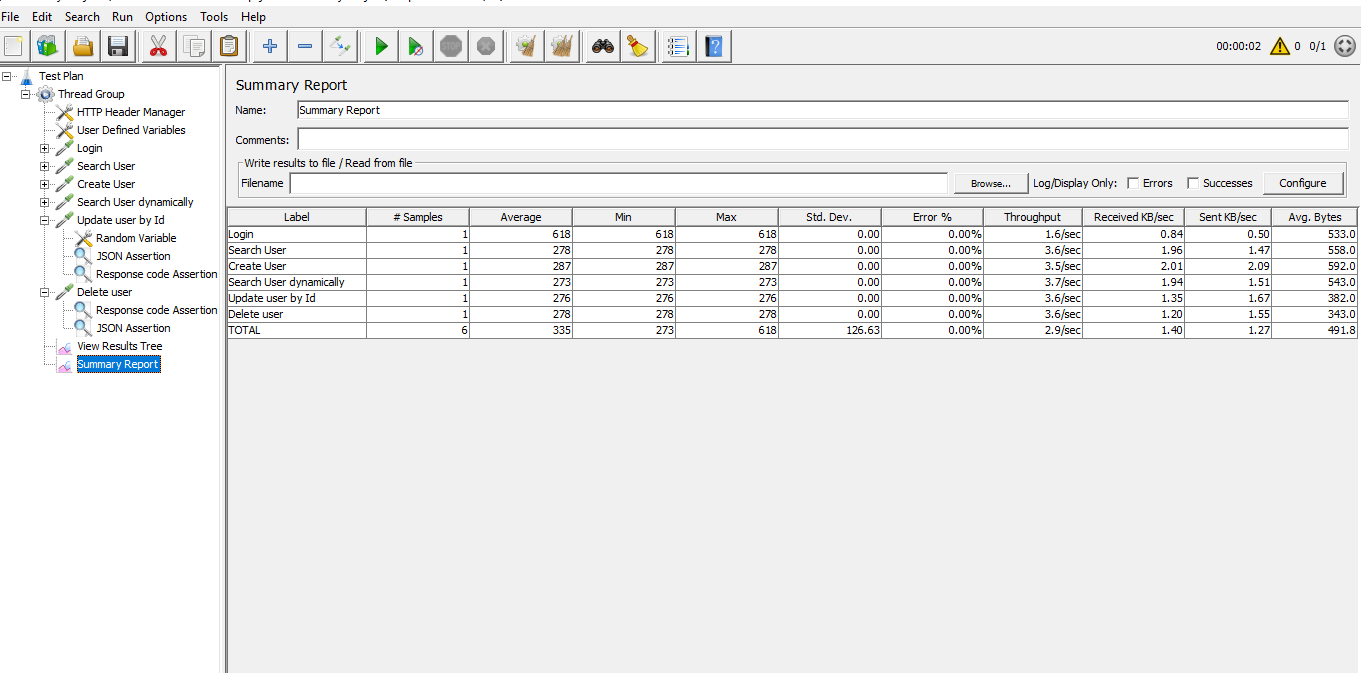 File Edit Search Run Options Tools Help
STOP
00:00:02 0 0/1
Test Plan
Thread Group
HTTP Header Manager
User Defined Variables
Login
Search User
Create User
Search User dynamically
Update user by Id
Random Variable
JSON Assertion
Response code Assertion
Delete user
Response code Assertion
JSON Assertion
View Results Tree
Summary Report
Summary Report
Name: Summary Report
Comments:
Write results to file / Read from file
Filename Browse... Log/Display Only: Errors Successes Configure
Label # Samples Average Min Max Std. Dev. Error % Throughput Received KB/sec Sent KB/sec Avg. Bytes
Login 1 618 618 618 0.00 0.00% 1.6/sec 0.84 0.50 533.0
Search User 1 278 278 278 0.00 0.00% 3.6/sec 1.96 1.47 558.0
Create User 1 287 287 287 0.00 0.00% 3.5/sec 2.01 2.09 592.0
Search User dynamically 1 273 273 273 0.00 0.00% 3.7/sec 1.94 1.51 543.0
Update user by Id 1 276 276 276 0.00 0.00% 3.6/sec 1.35 1.67 382.0
Delete user 1 278 278 278 0.00 0.00% 3.6/sec 1.20 1.55 343.0
TOTAL 6 335 273 618 126.63 0.00% 2.9/sec 1.40 1.27 491.8